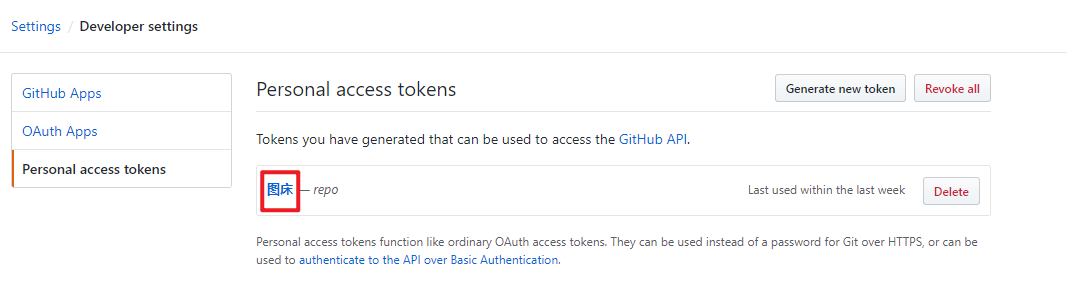 Settings / Developer settings
GitHub Apps
OAuth Apps
Personal access tokens
Personal access tokens
Generate new token
Revoke all
Tokens you have generated that can be used to access the GitHub API.
图床 — repo
Last used within the last week
Delete
Personal access tokens function like ordinary OAuth access tokens. They can be used instead of a password for Git over HTTPS, or can be
used to authenticate to the API over Basic Authentication.